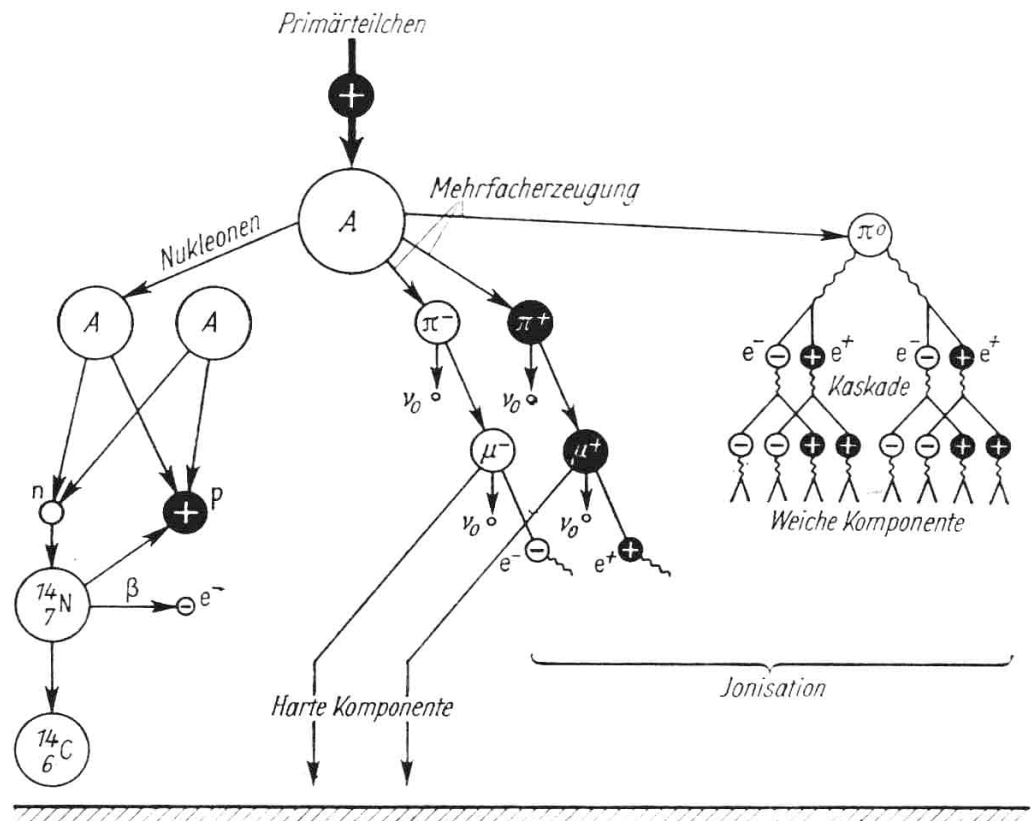 Primärteilchen
+
A
Mehrfacherzeugung
Nukleonen
π⁰
A A
π⁻ π⁺
e⁻ − + e⁺ e⁻ − + e⁺
ν₀ ν₀
Kaskade
μ⁻ μ⁺
− − + + − − + +
n + p
ν₀ ν₀
Weiche Komponente
e⁻ − e⁺ +
¹⁴₇N β − e⁻
Jonisation
Harte Komponente
¹⁴₆C